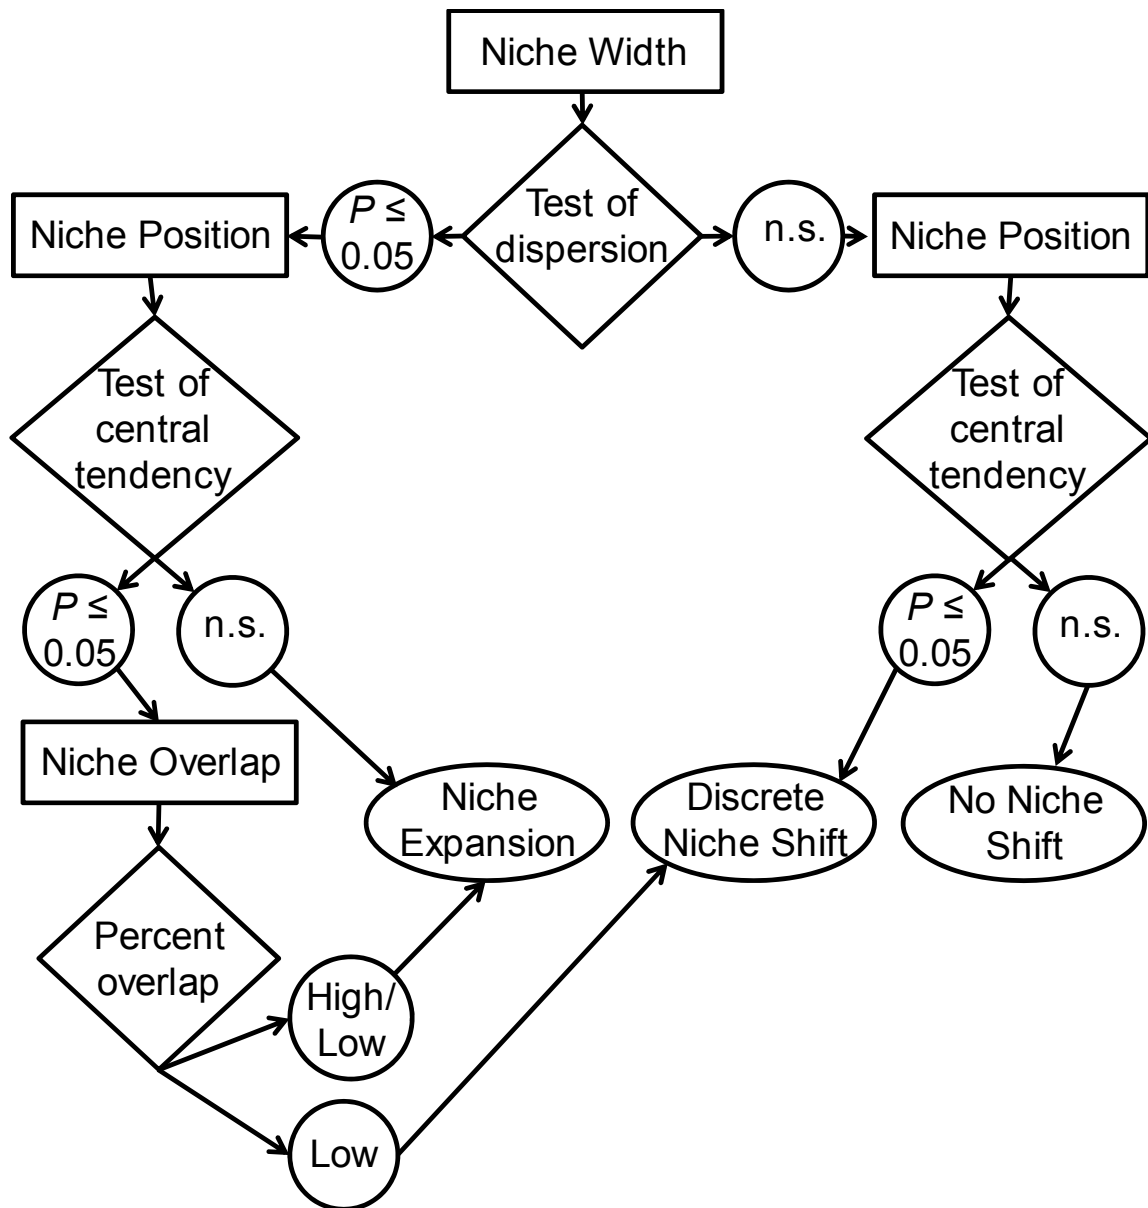 Niche Width
Test of
dispersion
P ≤
0.05
n.s.
Niche Position
Niche Position
Test of
central
tendency
Test of
central
tendency
P ≤
0.05
n.s.
P ≤
0.05
n.s.
Niche Overlap
Niche
Expansion
Discrete
Niche Shift
No Niche
Shift
Percent
overlap
High/
Low
Low